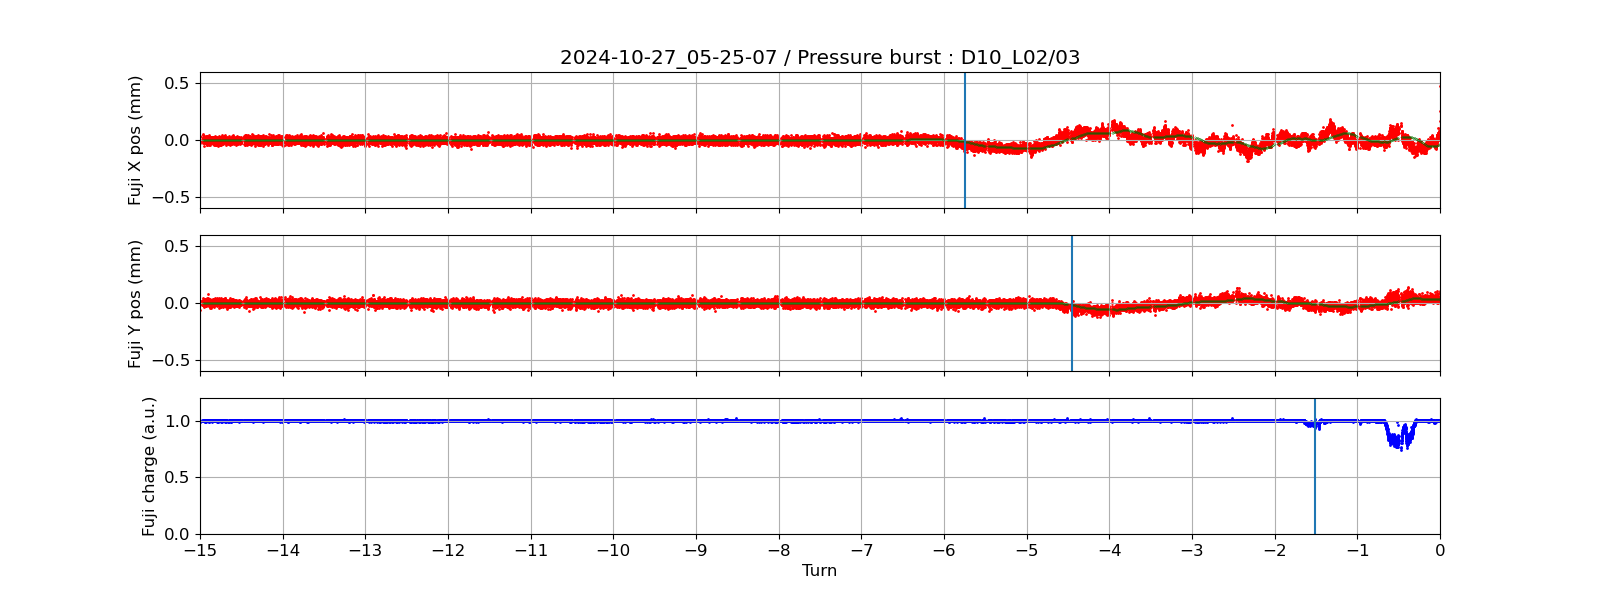 2024-10-27_05-25-07 / Pressure burst : D10_L02/03
Fuji X pos (mm)
0.5
0.0
−0.5
Fuji Y pos (mm)
0.5
0.0
−0.5
Fuji charge (a.u.)
1.0
0.5
0.0
−15 −14 −13 −12 −11 −10 −9 −8 −7 −6 −5 −4 −3 −2 −1 0
Turn